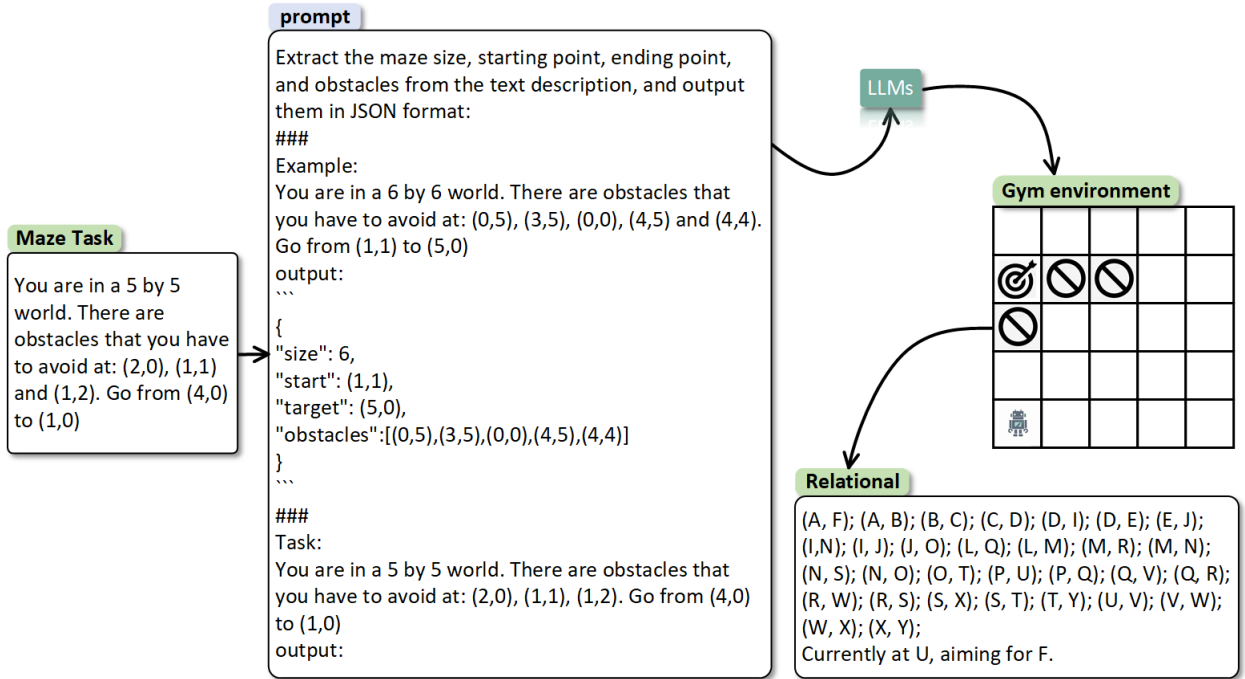 Maze Task
You are in a 5 by 5
world. There are
obstacles that you have
to avoid at: (2,0), (1,1)
and (1,2). Go from (4,0)
to (1,0)
prompt
Extract the maze size, starting point, ending point,
and obstacles from the text description, and output
them in JSON format:
###
Example:
You are in a 6 by 6 world. There are obstacles that
you have to avoid at: (0,5), (3,5), (0,0), (4,5) and (4,4).
Go from (1,1) to (5,0)
output:
```
{
"size": 6,
"start": (1,1),
"target": (5,0),
"obstacles":[(0,5),(3,5),(0,0),(4,5),(4,4)]
}
```
###
Task:
You are in a 5 by 5 world. There are obstacles that
you have to avoid at: (2,0), (1,1), (1,2). Go from (4,0)
to (1,0)
output:
LLMs
Gym environment
Relational
(A, F); (A, B); (B, C); (C, D); (D, I); (D, E); (E, J);
(I,N); (I, J); (J, O); (L, Q); (L, M); (M, R); (M, N);
(N, S); (N, O); (O, T); (P, U); (P, Q); (Q, V); (Q, R);
(R, W); (R, S); (S, X); (S, T); (T, Y); (U, V); (V, W);
(W, X); (X, Y);
Currently at U, aiming for F.